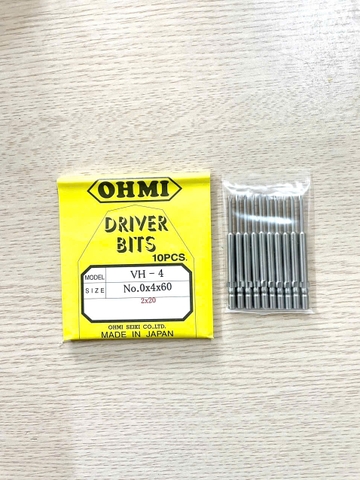 OHMI
DRIVER
BITS
10PCS.
MODEL VH-4
SIZE No.0x4x60
2x20
OHMI SEIKI CO.,LTD.
MADE IN JAPAN